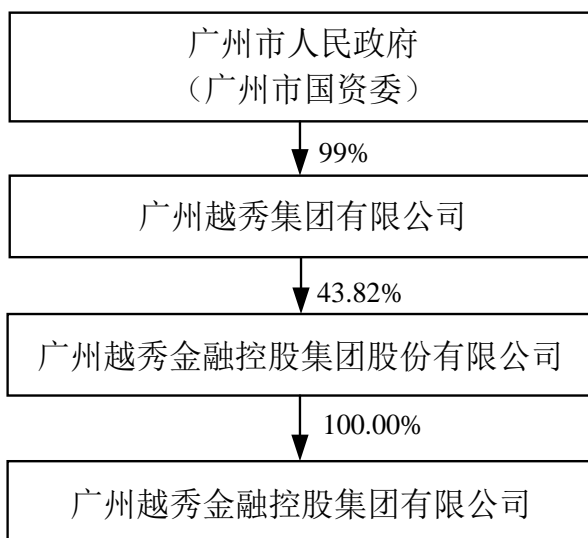 广州市人民政府
（广州市国资委）
99%
广州越秀集团有限公司
43.82%
广州越秀金融控股集团股份有限公司
100.00%
广州越秀金融控股集团有限公司